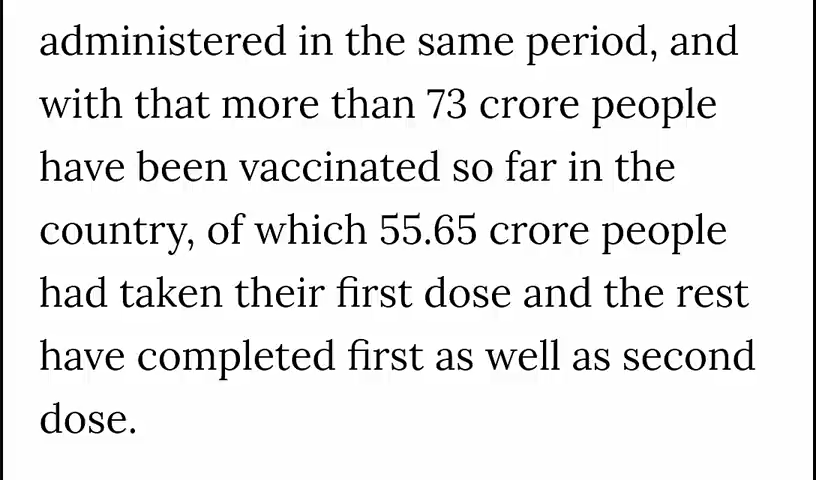 administered in the same period, and
with that more than 73 crore people
have been vaccinated so far in the
country, of which 55.65 crore people
had taken their first dose and the rest
have completed first as well as second
dose.